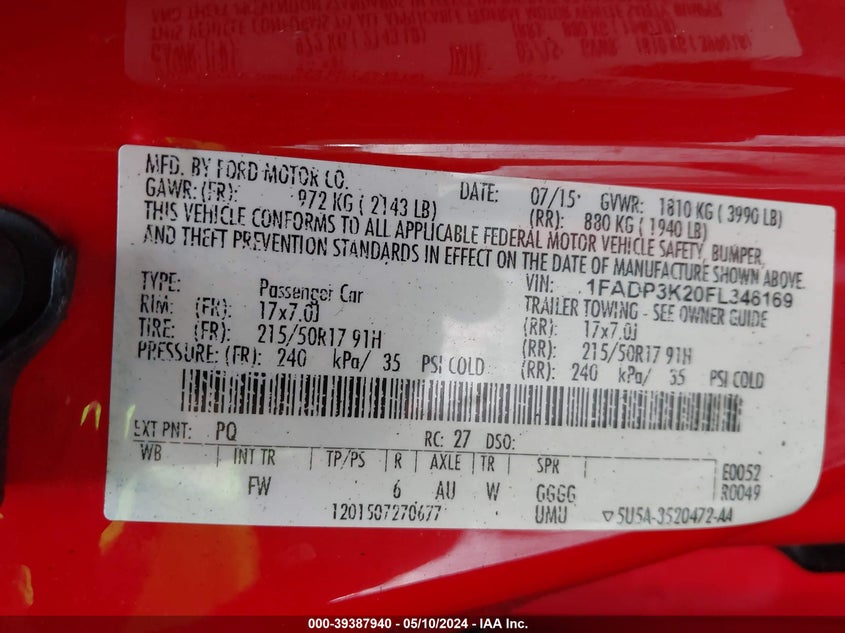 MFD. BY FORD MOTOR CO. DATE: 07/15 GVWR: 1810 KG ( 3990 LB)
GAWR: (FR): 972 KG ( 2143 LB) (RR): 880 KG ( 1940 LB)
THIS VEHICLE CONFORMS TO ALL APPLICABLE FEDERAL MOTOR VEHICLE SAFETY, BUMPER,
AND THEFT PREVENTION STANDARDS IN EFFECT ON THE DATE OF MANUFACTURE SHOWN ABOVE.
VIN: 1FADP3K20FL346169
TYPE: Passenger Car TRAILER TOWING - SEE OWNER GUIDE
RIM: (FR): 17x7.0J (RR): 17x7.0J
TIRE: (FR): 215/50R17 91H (RR): 215/50R17 91H
PRESSURE: (FR): 240 kPa/ 35 PSI COLD (RR): 240 kPa/ 35 PSI COLD
EXT PNT: PQ RC: 27 DSO:
WB INT TR TP/PS R AXLE TR SPR E0052
FW 6 AU W GGGG R0049
1201507270677 UMU ▽5U5A-3520472-AA
000-39387940 - 05/10/2024 - IAA Inc.